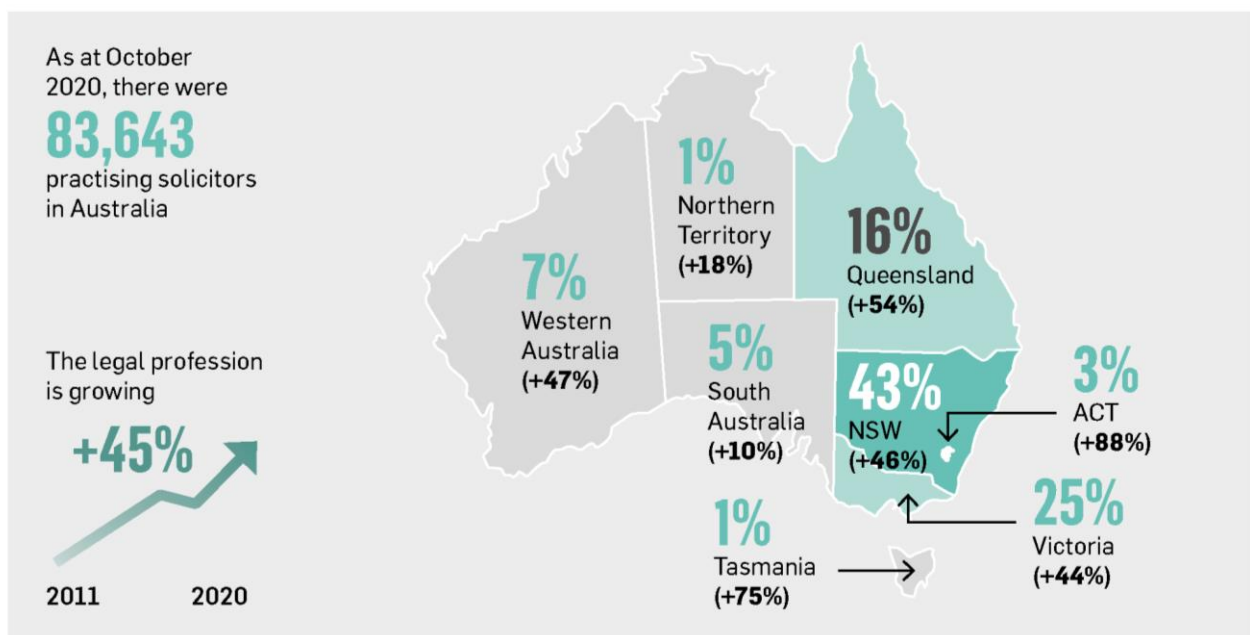 As at October
2020, there were
83,643
practising solicitors
in Australia
The legal profession
is growing
+45%
2011 2020
7%
Western
Australia
(+47%)
1%
Northern
Territory
(+18%)
5%
South
Australia
(+10%)
16%
Queensland
(+54%)
43%
NSW
(+46%)
3%
ACT
(+88%)
25%
Victoria
(+44%)
1%
Tasmania
(+75%)